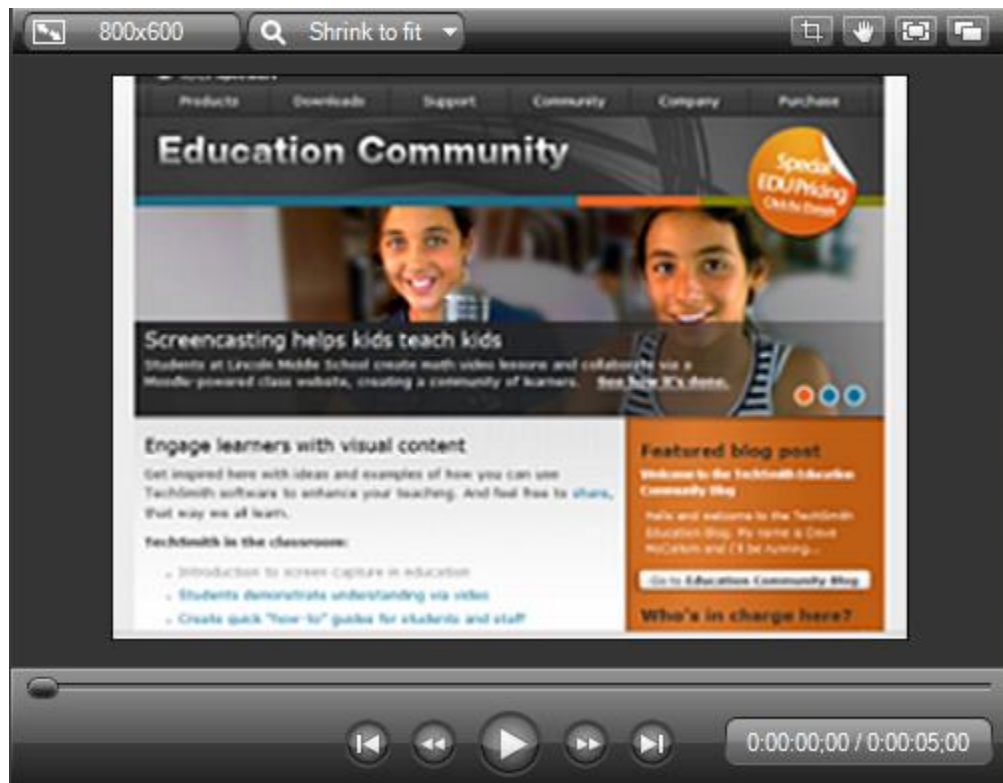 800x600 Shrink to fit
Products Downloads Support Community Company Purchase
Education Community
Special
EDU Pricing
Click for Details
Screencasting helps kids teach kids
Students at Lincoln Middle School create math video lessons and collaborate via a
Moodle-powered class website, creating a community of learners. See how it's done.
Engage learners with visual content
Get inspired here with ideas and examples of how you can use
TechSmith software to enhance your teaching. And feel free to share,
that way we all learn.
TechSmith in the classroom:
Introduction to screen capture in education
Students demonstrate understanding via video
Create quick "how-to" guides for students and staff
Featured blog post
Welcome to the TechSmith Education
Community Blog
Hello and welcome to the TechSmith
Education Blog. My name is Dave
McCollom and I'll be running...
Go to Education Community Blog
Who's in charge here?
0:00:00;00 / 0:00:05;00